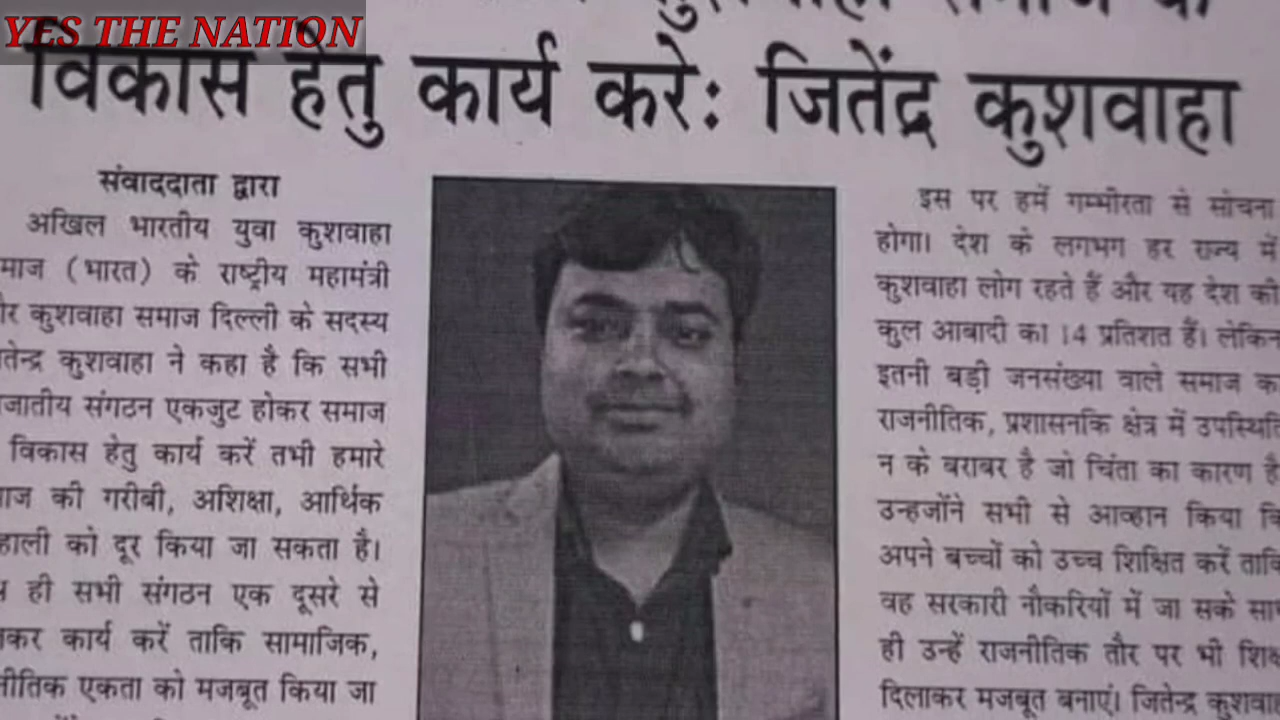 YES THE NATION
विकास हेतु कार्य करे: जितेंद्र कुशवाहा
संवाददाता द्वारा
अखिल भारतीय युवा कुशवाहा
(भारत) के राष्ट्रीय महामंत्री
कुशवाहा समाज दिल्ली के सदस्य
कुशवाहा ने कहा है कि सभी
संगठन एकजुट होकर समाज
विकास हेतु कार्य करें तभी हमारे
की गरीबी, अशिक्षा, आर्थिक
को दूर किया जा सकता है।
ही सभी संगठन एक दूसरे से
कार्य करें ताकि सामाजिक,
एकता को मजबूत किया जा
इस पर हमें गम्भीरता से सोचना
होगा। देश के लगभग हर राज्य में
कुशवाहा लोग रहते हैं और यह देश की
कुल आबादी का 14 प्रतिशत हैं। लेकिन
इतनी बड़ी जनसंख्या वाले समाज का
राजनीतिक, प्रशासनकि क्षेत्र में उपस्थिति
न के बराबर है जो चिंता का कारण है
उन्हजोंने सभी से आव्हान किया
अपने बच्चों को उच्च शिक्षित करें ताकि
वह सरकारी नौकरियों में जा सके
ही उन्हें राजनीतिक तौर पर भी
दिलाकर मजबूत बनाएं। जितेन्द्र